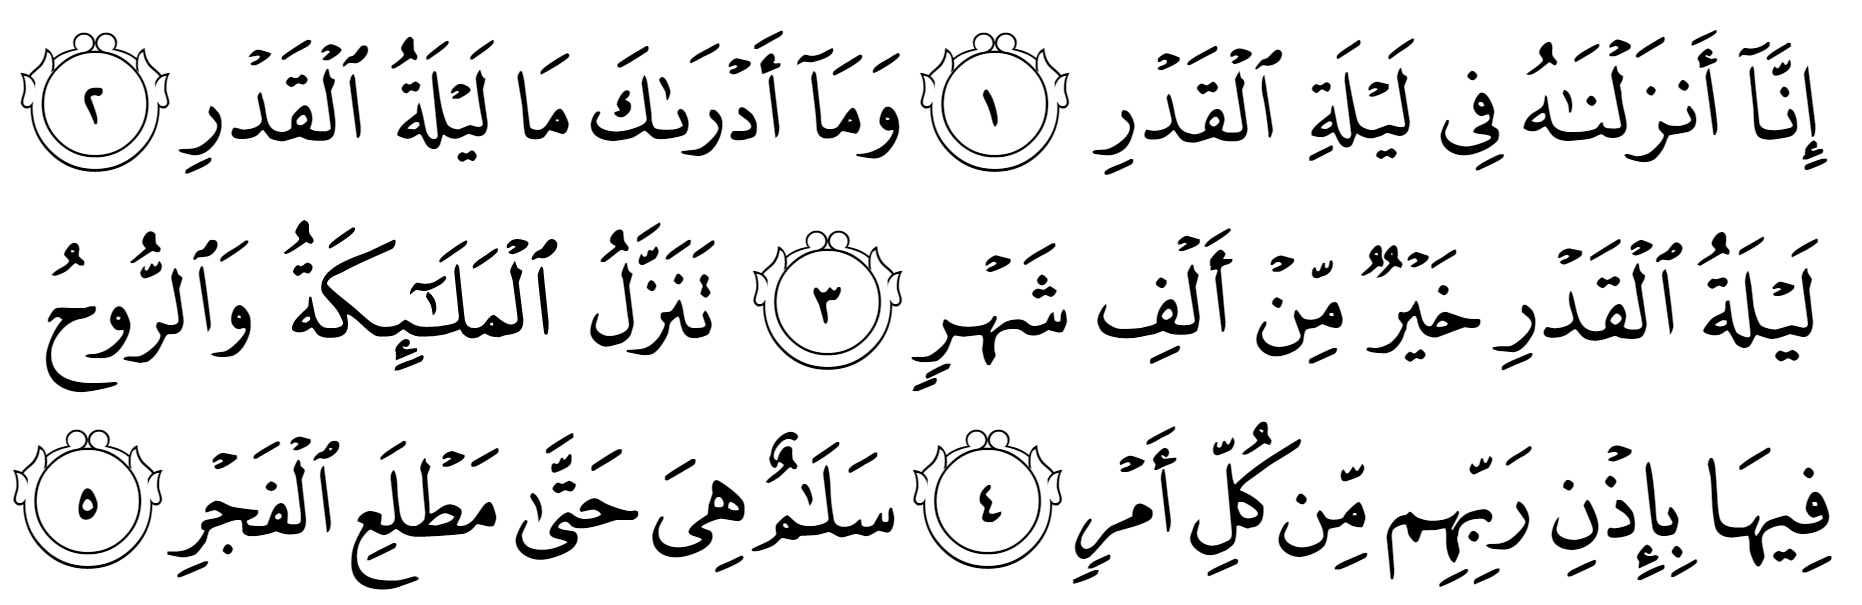 إِنَّآ أَنزَلْنَٰهُ فِى لَيْلَةِ ٱلْقَدْرِ ١ وَمَآ أَدْرَىٰكَ مَا لَيْلَةُ ٱلْقَدْرِ ٢
لَيْلَةُ ٱلْقَدْرِ خَيْرٌ مِّنْ أَلْفِ شَهْرٍ ٣ تَنَزَّلُ ٱلْمَلَٰٓئِكَةُ وَٱلرُّوحُ
فِيهَا بِإِذْنِ رَبِّهِم مِّن كُلِّ أَمْرٍ ٤ سَلَٰمٌ هِىَ حَتَّىٰ مَطْلَعِ ٱلْفَجْرِ ٥